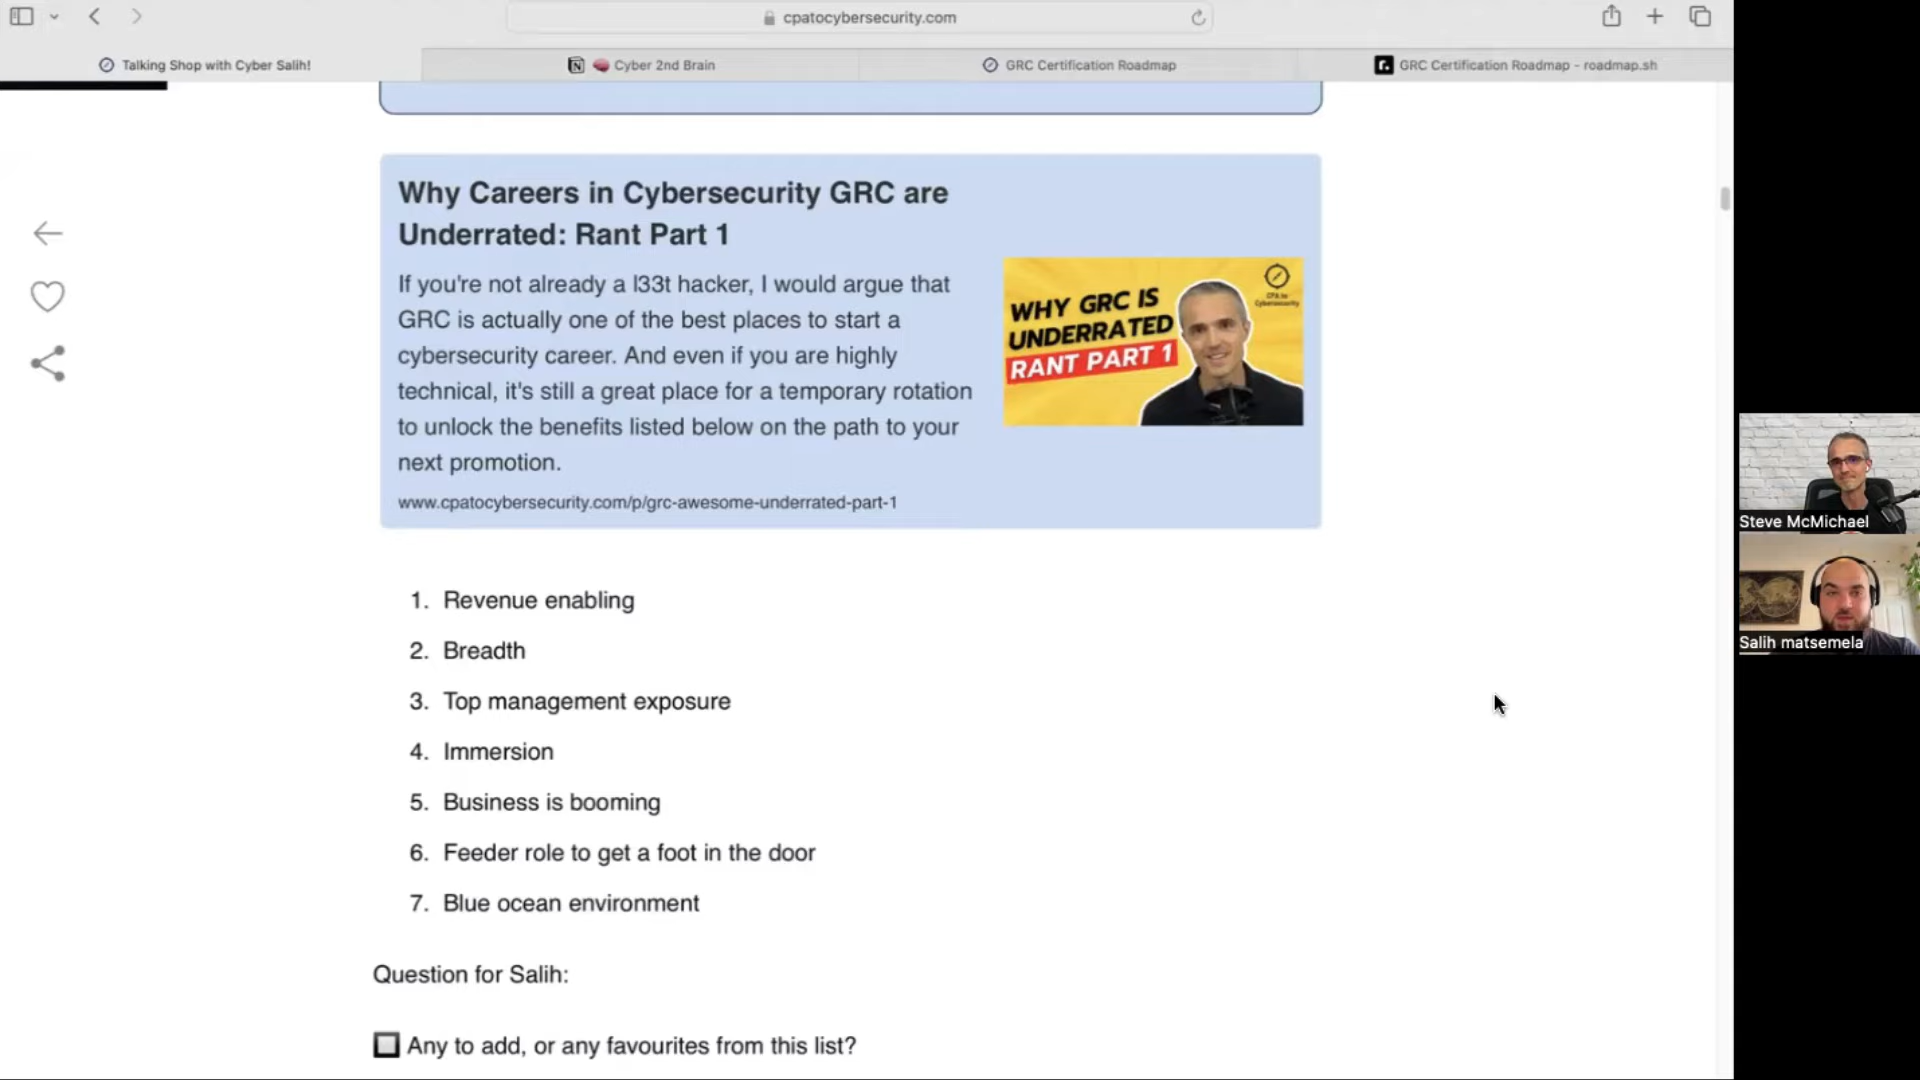 cpatocybersecurity.com
Talking Shop with Cyber Salih!
Cyber 2nd Brain
GRC Certification Roadmap
GRC Certification Roadmap - roadmap.sh
Why Careers in Cybersecurity GRC are
Underrated: Rant Part 1
If you're not already a l33t hacker, I would argue that
GRC is actually one of the best places to start a
cybersecurity career. And even if you are highly
technical, it's still a great place for a temporary rotation
to unlock the benefits listed below on the path to your
next promotion.
www.cpatocybersecurity.com/p/grc-awesome-underrated-part-1
WHY GRC IS
UNDERRATED
RANT PART 1
CPA to
Cybersecurity
Steve McMichael
Salih matsemela
1. Revenue enabling
2. Breadth
3. Top management exposure
4. Immersion
5. Business is booming
6. Feeder role to get a foot in the door
7. Blue ocean environment
Question for Salih:
Any to add, or any favourites from this list?